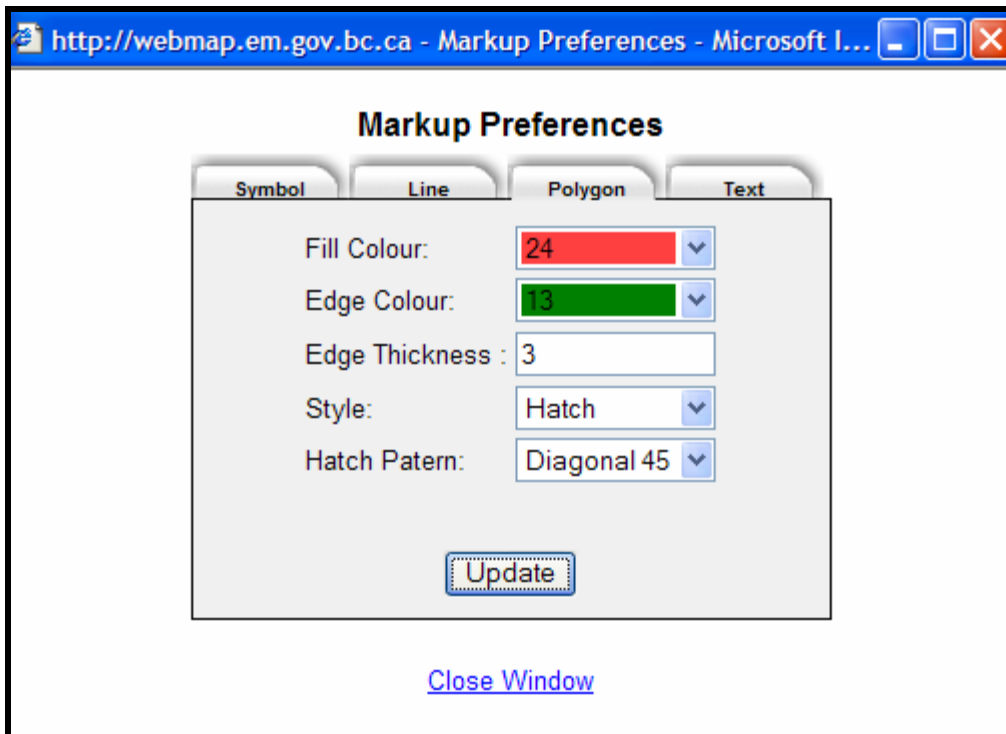 http://webmap.em.gov.bc.ca - Markup Preferences - Microsoft I...
Markup Preferences
Symbol Line Polygon Text
Fill Colour: 24
Edge Colour: 13
Edge Thickness : 3
Style: Hatch
Hatch Patern: Diagonal 45
Update
Close Window